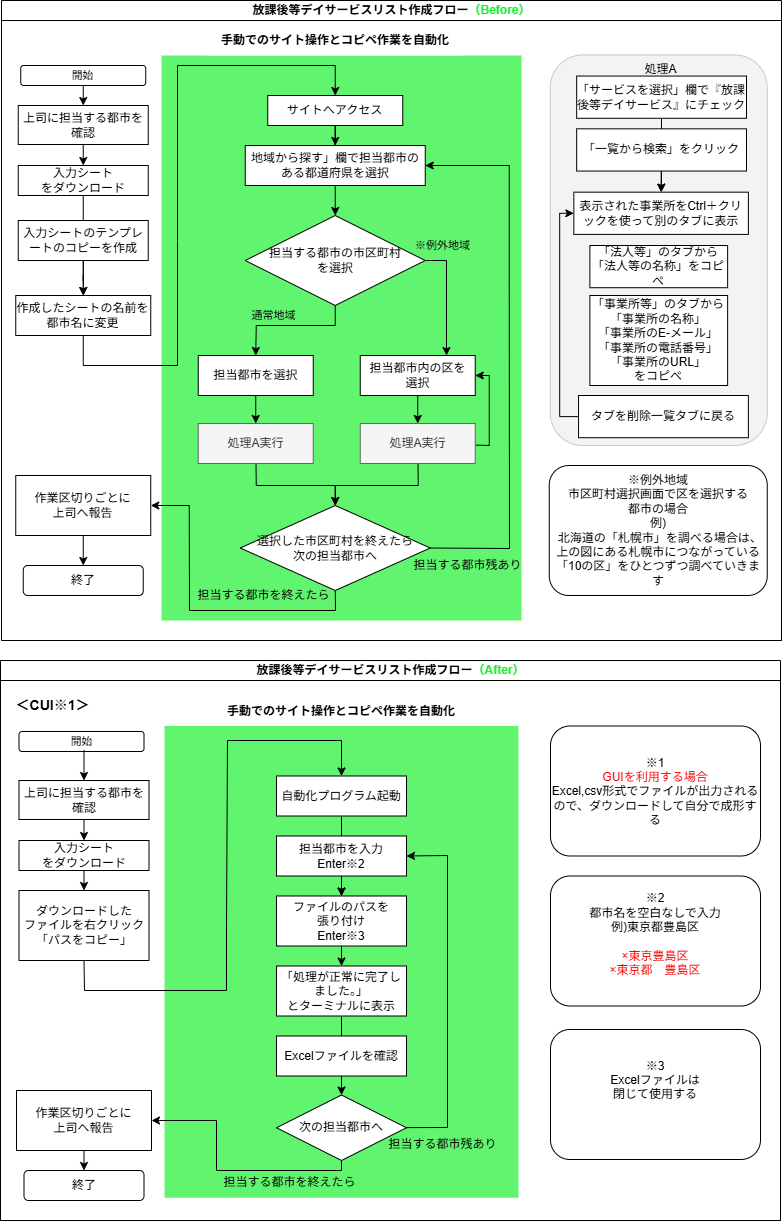 放課後等デイサービスリスト作成フロー（Before）
手動でのサイト操作とコピペ作業を自動化
開始
上司に担当する都市を
確認
入力シート
をダウンロード
入力シートのテンプレ
ートのコピーを作成
作成したシートの名前を
都市名に変更
サイトへアクセス
地域から探す」欄で担当都市の
ある都道府県を選択
担当する都市の市区町村
を選択
※例外地域
通常地域
担当都市を選択
担当都市内の区を
選択
処理A実行
処理A実行
選択した市区町村を終えたら
次の担当都市へ
担当する都市残あり
担当する都市を終えたら
作業区切りごとに
上司へ報告
終了
処理A
「サービスを選択」欄で『放課
後等デイサービス』にチェック
「一覧から検索」をクリック
表示された事業所をCtrl＋クリ
ックを使って別のタブに表示
「法人等」のタブから
「法人等の名称」をコピ
ペ
「事業所等」のタブから
「事業所の名称」
「事業所のE-メール」
「事業所の電話番号」
「事業所のURL」
をコピペ
タブを削除一覧タブに戻る
※例外地域
市区町村選択画面で区を選択する
都市の場合
例)
北海道の「札幌市」を調べる場合は、
上の図にある札幌市につながっている
「10の区」をひとつずつ調べていきま
す
放課後等デイサービスリスト作成フロー（After）
＜CUI※1＞
手動でのサイト操作とコピペ作業を自動化
開始
上司に担当する都市を
確認
入力シート
をダウンロード
ダウンロードした
ファイルを右クリック
「パスをコピー」
自動化プログラム起動
担当都市を入力
Enter※2
ファイルのパスを
張り付け
Enter※3
「処理が正常に完了し
ました。」
とターミナルに表示
Excelファイルを確認
次の担当都市へ
担当する都市残あり
担当する都市を終えたら
作業区切りごとに
上司へ報告
終了
※1
GUIを利用する場合
Excel,csv形式でファイルが出力される
ので、ダウンロードして自分で成形す
る
※2
都市名を空白なしで入力
例)東京都豊島区
×東京豊島区
×東京都　豊島区
※3
Excelファイルは
閉じて使用する